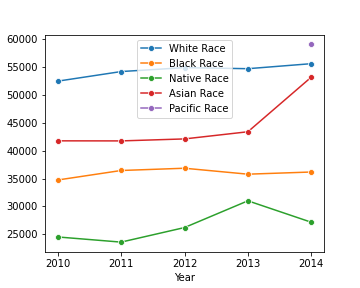 60000
55000
50000
45000
40000
35000
30000
25000
White Race
Black Race
Native Race
Asian Race
Pacific Race
2010 2011 2012 2013 2014
Year